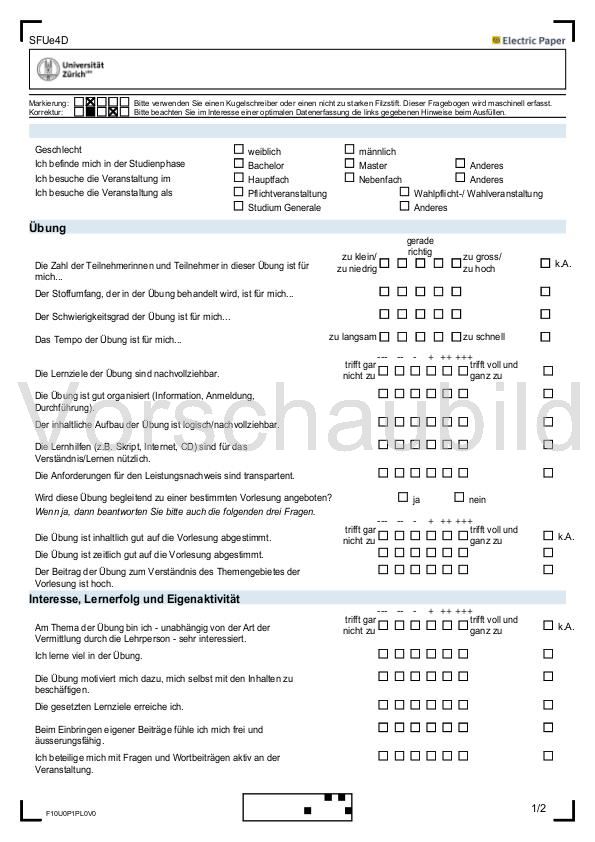 SFUe4D
Electric Paper
Universität
Zürich
Markierung: Bitte verwenden Sie einen Kugelschreiber oder einen nicht zu starken Filzstift. Dieser Fragebogen wird maschinell erfasst.
Korrektur: Bitte beachten Sie im Interesse einer optimalen Datenerfassung die links gegebenen Hinweise beim Ausfüllen.
Geschlecht weiblich männlich
Ich befinde mich in der Studienphase Bachelor Master Anderes
Ich besuche die Veranstaltung im Hauptfach Nebenfach Anderes
Ich besuche die Veranstaltung als Pflichtveranstaltung Wahlpflicht-/ Wahlveranstaltung
Studium Generale Anderes
Übung
gerade
zu klein/ richtig zu gross/
Die Zahl der Teilnehmerinnen und Teilnehmer in dieser Übung ist für zu niedrig zu hoch k.A.
mich...
Der Stoffumfang, der in der Übung behandelt wird, ist für mich...
Der Schwierigkeitsgrad der Übung ist für mich...
Das Tempo der Übung ist für mich... zu langsam zu schnell
--- -- - + ++ +++
trifft gar trifft voll und
Die Lernziele der Übung sind nachvollziehbar. nicht zu ganz zu
Die Übung ist gut organisiert (Information, Anmeldung,
Durchführung).
Der inhaltliche Aufbau der Übung ist logisch/nachvollziehbar.
Vorschaubild
Die Lernhilfen (z.B. Skript, Internet, CD) sind für das
Verständnis/Lernen nützlich.
Die Anforderungen für den Leistungsnachweis sind transparent.
Wird diese Übung begleitend zu einer bestimmten Vorlesung angeboten? ja nein
Wenn ja, dann beantworten Sie bitte auch die folgenden drei Fragen.
--- -- - + ++ +++
trifft gar trifft voll und
Die Übung ist inhaltlich gut auf die Vorlesung abgestimmt. nicht zu ganz zu k.A.
Die Übung ist zeitlich gut auf die Vorlesung abgestimmt.
Der Beitrag der Übung zum Verständnis des Themengebietes der
Vorlesung ist hoch.
Interesse, Lernerfolg und Eigenaktivität
--- -- - + ++ +++
trifft gar trifft voll und
Am Thema der Übung bin ich - unabhängig von der Art der nicht zu ganz zu k.A.
Vermittlung durch die Lehrperson - sehr interessiert.
Ich lerne viel in der Übung.
Die Übung motiviert mich dazu, mich selbst mit den Inhalten zu
beschäftigen.
Die gesetzten Lernziele erreiche ich.
Beim Einbringen eigener Beiträge fühle ich mich frei und
äusserungsfähig.
Ich beteilige mich mit Fragen und Wortbeiträgen aktiv an der
Veranstaltung.
F10U0P1PL0V0
1/2